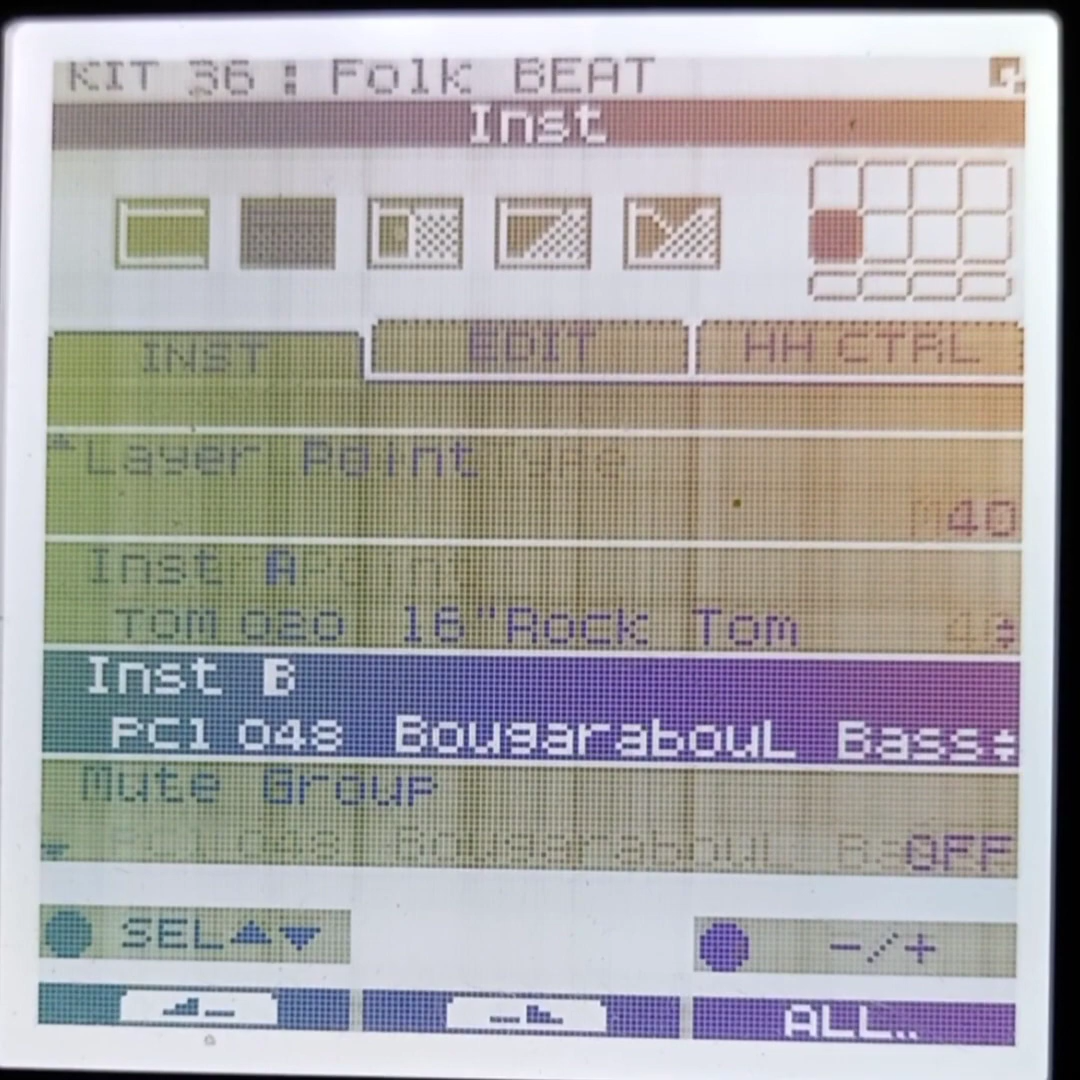 KIT 36 : Folk BEAT
Inst
INST EDIT HH CTRL
Layer Point
40
Inst A
TOM 020 16"Rock Tom
Inst B
PC1 048 BougarabouL Bass
Mute Group
OFF
SEL▲▼ -/+
ALL…